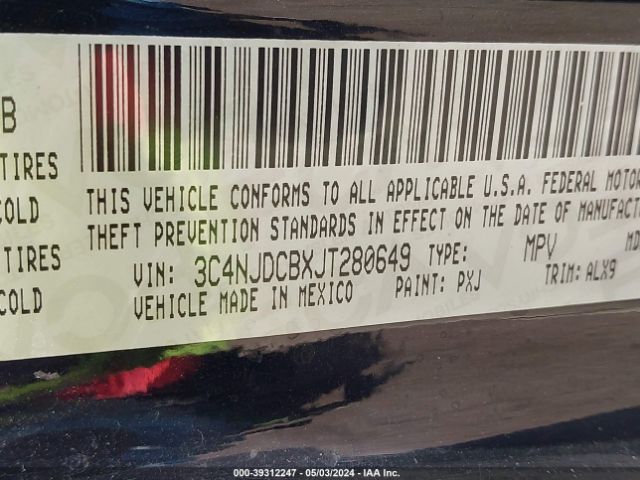 B
TIRES
COLD
TIRES
COLD
THIS VEHICLE CONFORMS TO ALL APPLICABLE U.S.A. FEDERAL MOTOR
THEFT PREVENTION STANDARDS IN EFFECT ON THE DATE OF MANUFACT
VIN: 3C4NJDCBXJT280649 TYPE: MPV MD
VEHICLE MADE IN MEXICO PAINT: PXJ TRIM: ALX9
000-39312247 - 05/03/2024 - IAA Inc.